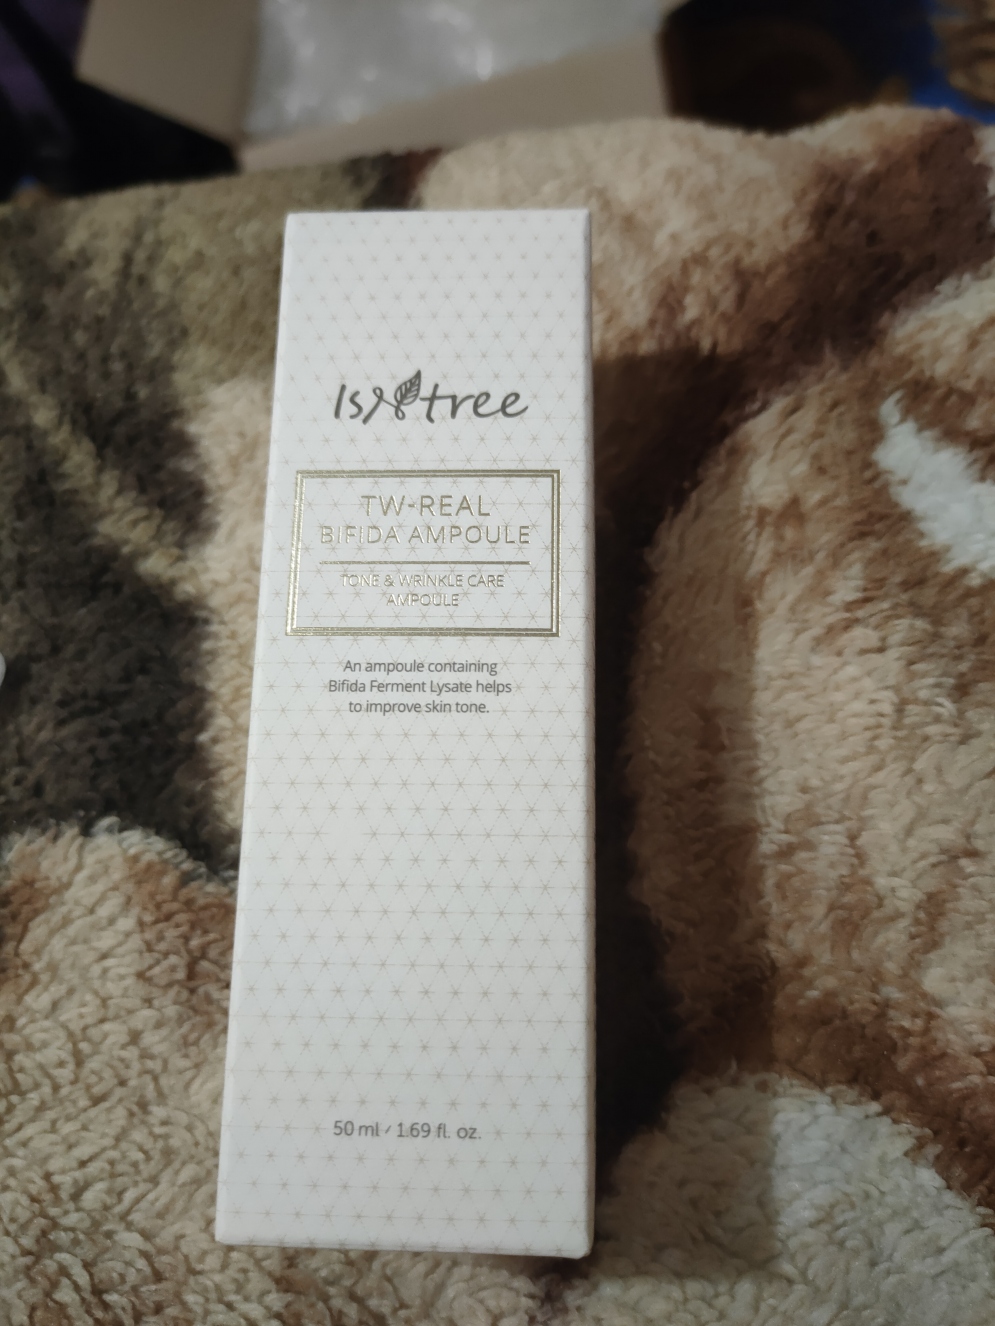 Isntree
TW-REAL
BIFIDA AMPOULE
TONE & WRINKLE CARE
AMPOULE
An ampoule containing
Bifida Ferment Lysate helps
to improve skin tone.
50 ml / 1.69 fl. oz.